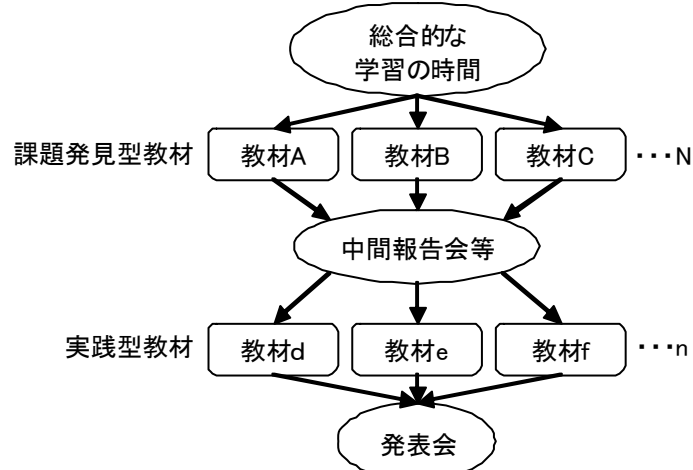 総合的な
学習の時間
課題発見型教材 教材A 教材B 教材C ・・・N
中間報告会等
実践型教材 教材d 教材e 教材f ・・・n
発表会